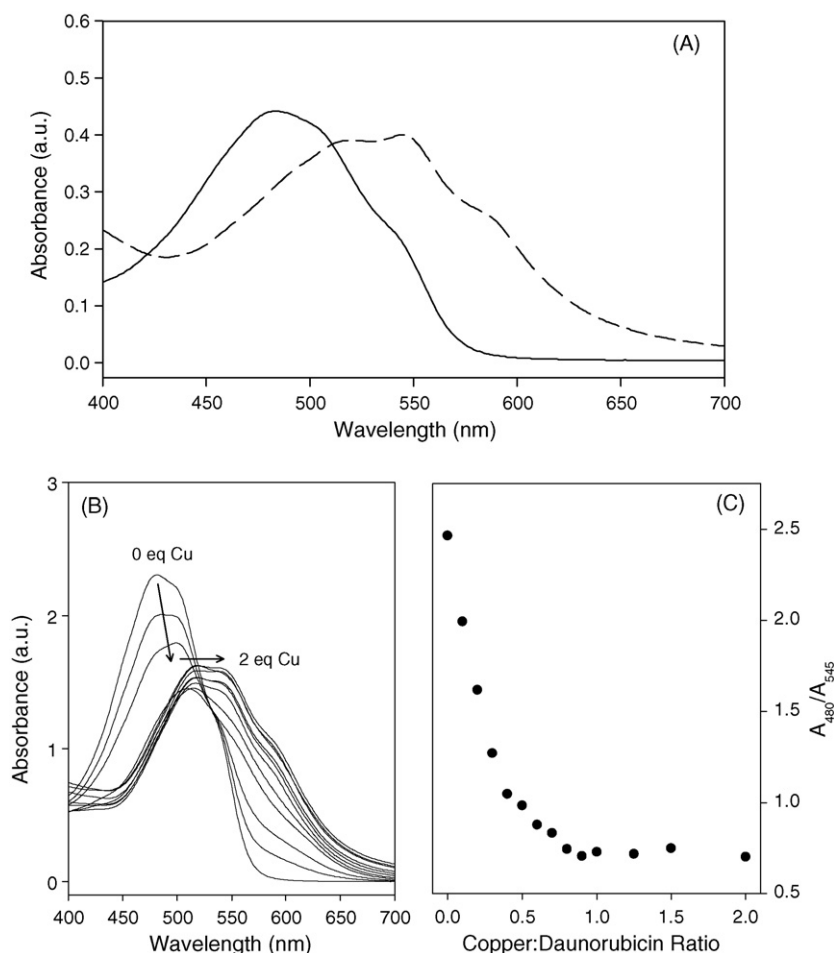 (A)
Absorbance (a.u.)
0.6
0.5
0.4
0.3
0.2
0.1
0.0
400 450 500 550 600 650 700
Wavelength (nm)
(B)
Absorbance (a.u.)
3
2
1
0
0 eq Cu
2 eq Cu
400 450 500 550 600 650 700
Wavelength (nm)
(C)
2.5
2.0
1.5
1.0
0.5
A480/A545
0.0 0.5 1.0 1.5 2.0
Copper:Daunorubicin Ratio